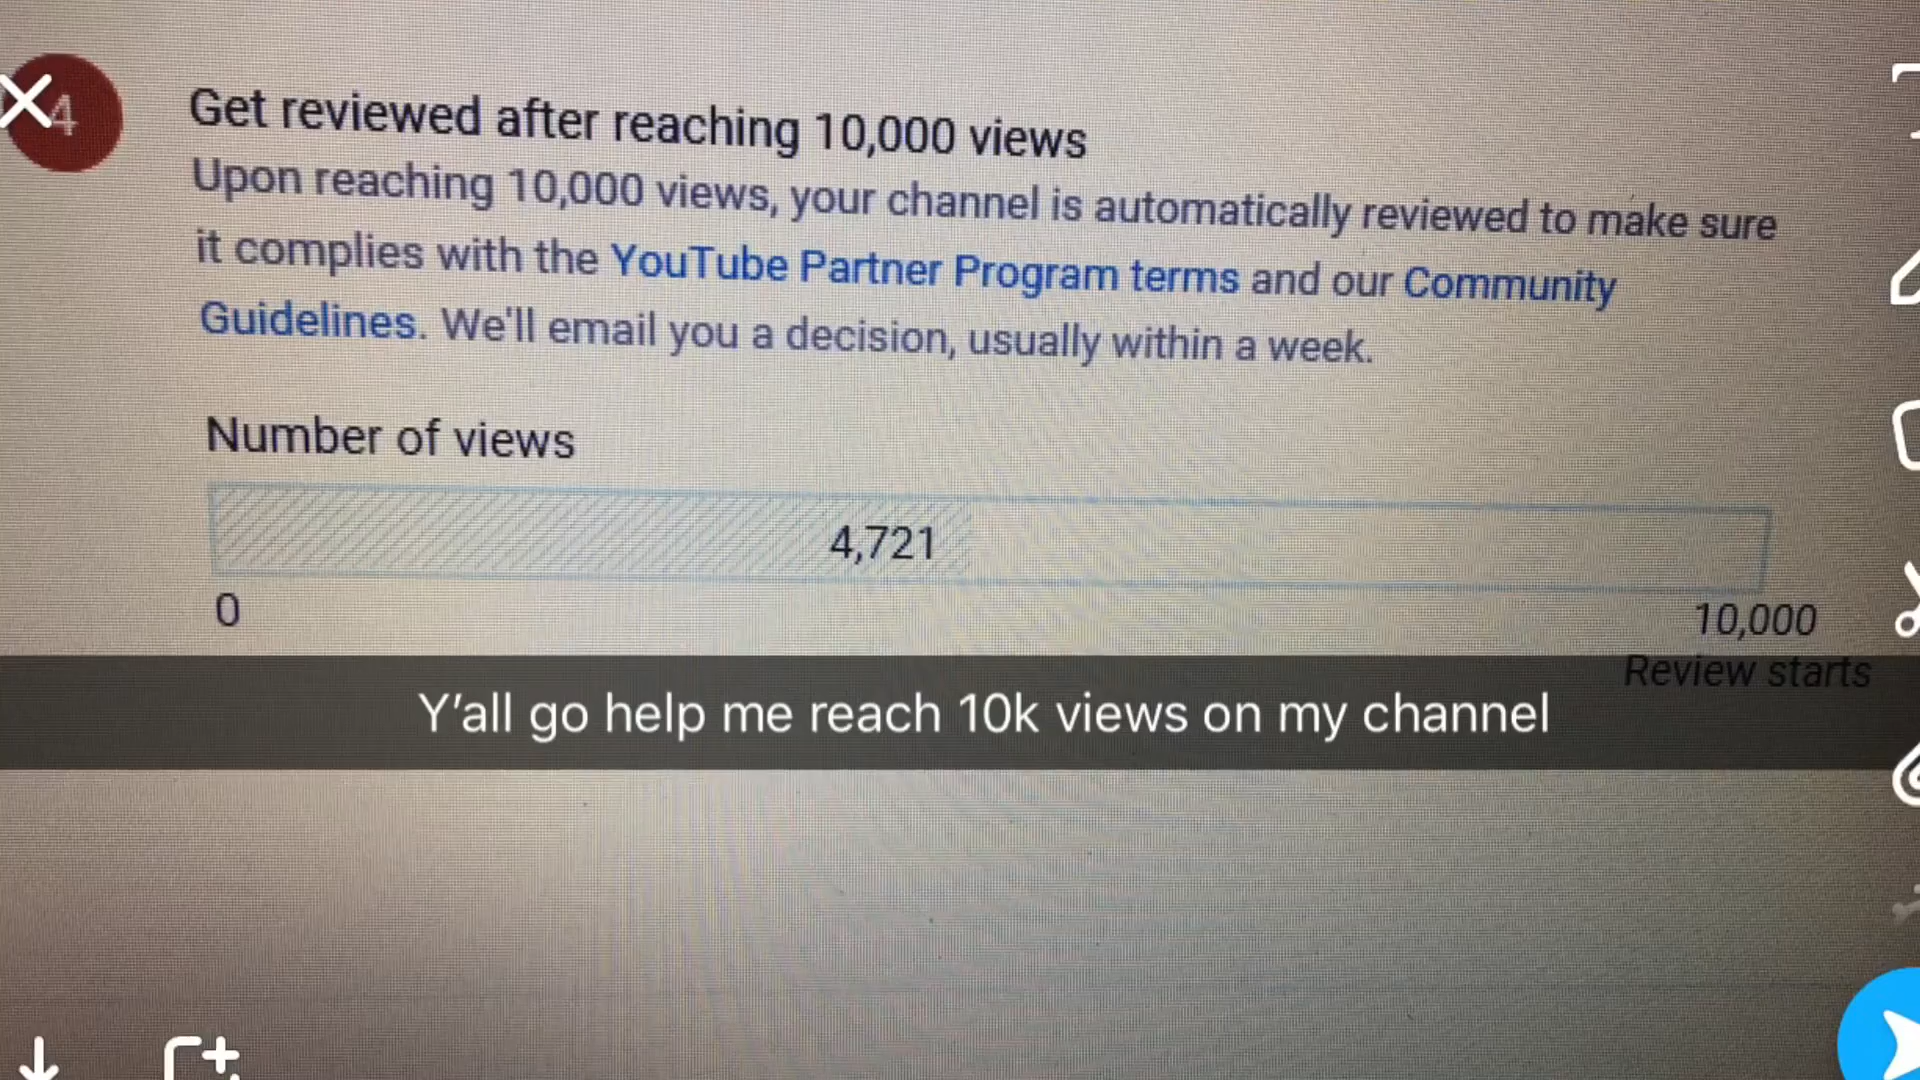 4
Get reviewed after reaching 10,000 views
Upon reaching 10,000 views, your channel is automatically reviewed to make sure
it complies with the YouTube Partner Program terms and our Community
Guidelines. We'll email you a decision, usually within a week.
Number of views
4,721
0
10,000
Review starts
Y'all go help me reach 10k views on my channel